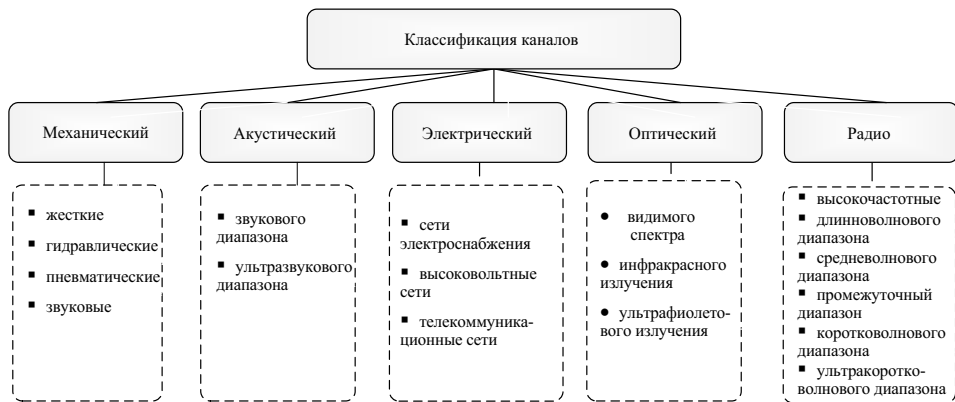 Классификация каналов
Механический
Акустический
Электрический
Оптический
Радио
▪ жесткие
▪ гидравлические
▪ пневматические
▪ звуковые
▪ звукового
диапазона
▪ ультразвукового
диапазона
▪ сети
электроснабжения
▪ высоковольтные
сети
▪ телекоммуника-
ционные сети
● видимого
спектра
● инфракрасного
излучения
● ультрафиолето-
вого излучения
▪ высокочастотные
▪ длинноволнового
диапазона
▪ средневолнового
диапазона
▪ промежуточный
диапазон
▪ коротковолнового
диапазона
▪ ультракоротко-
волнового диапазона